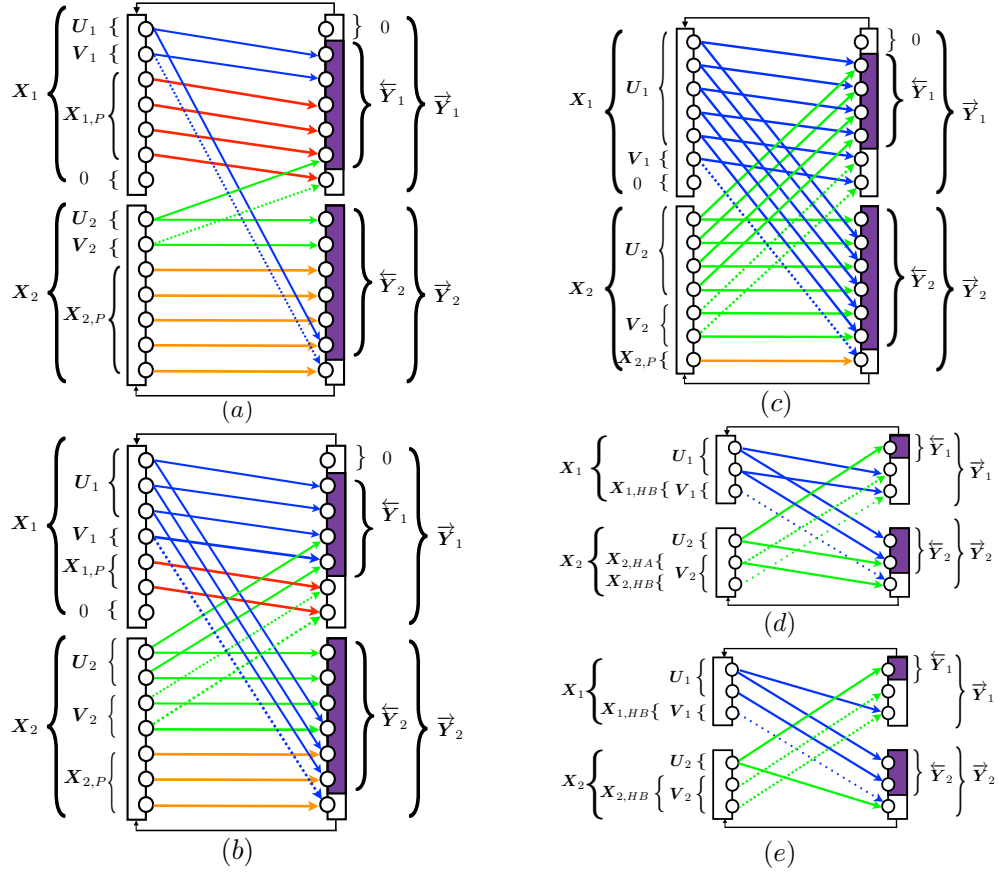 U₁ { } 0
V₁ {
X₁,P { } ←Y₁
X₁ { } →Y₁
0 {
U₂ {
V₂ {
X₂,P { } ←Y₂
X₂ { } →Y₂
(a)
U₁ { } 0
X₁ { } ←Y₁ } →Y₁
V₁ {
X₁,P {
0 {
U₂ {
X₂ { V₂ { } ←Y₂ } →Y₂
X₂,P {
(b)
} 0
X₁ { U₁ { } ←Y₁ } →Y₁
V₁ {
0 {
U₂ {
X₂ { } ←Y₂ } →Y₂
V₂ {
X₂,P {
(c)
U₁ { } ←Y₁
X₁ { } →Y₁
X₁,HB { V₁ {
U₂ {
X₂ { X₂,HA { V₂ { } ←Y₂ } →Y₂
X₂,HB {
(d)
U₁ { } ←Y₁
X₁ { } →Y₁
X₁,HB { V₁ {
U₂ {
X₂ { X₂,HB { V₂ { } ←Y₂ } →Y₂
(e)